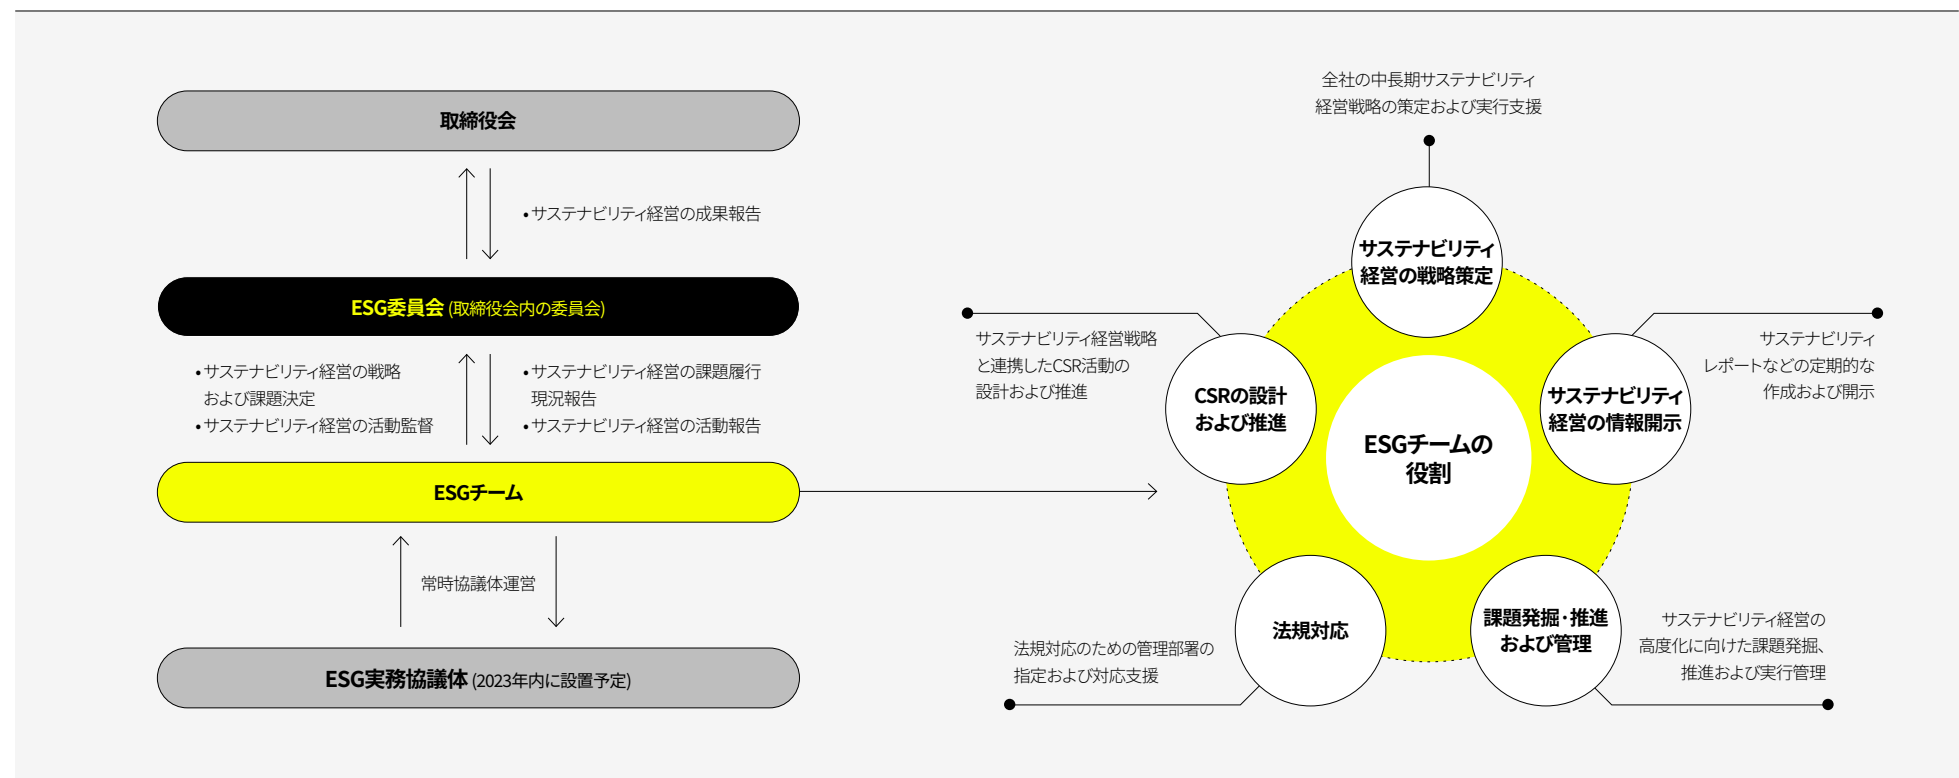 取締役会
• サステナビリティ経営の成果報告
ESG委員会 (取締役会内の委員会)
• サステナビリティ経営の戦略
および課題決定
• サステナビリティ経営の活動監督
• サステナビリティ経営の課題履行
現況報告
• サステナビリティ経営の活動報告
ESGチーム
常時協議体運営
ESG実務協議体 (2023年内に設置予定)
全社の中長期サステナビリティ
経営戦略の策定および実行支援
サステナビリティ
経営の戦略策定
サステナビリティ経営戦略
と連携したCSR活動の
設計および推進
CSRの設計
および推進
サステナビリティ
レポートなどの定期的な
作成および開示
サステナビリティ
経営の情報開示
ESGチームの
役割
法規対応
法規対応のための管理部署の
指定および対応支援
課題発掘・推進
および管理
サステナビリティ経営の
高度化に向けた課題発掘、
推進および実行管理